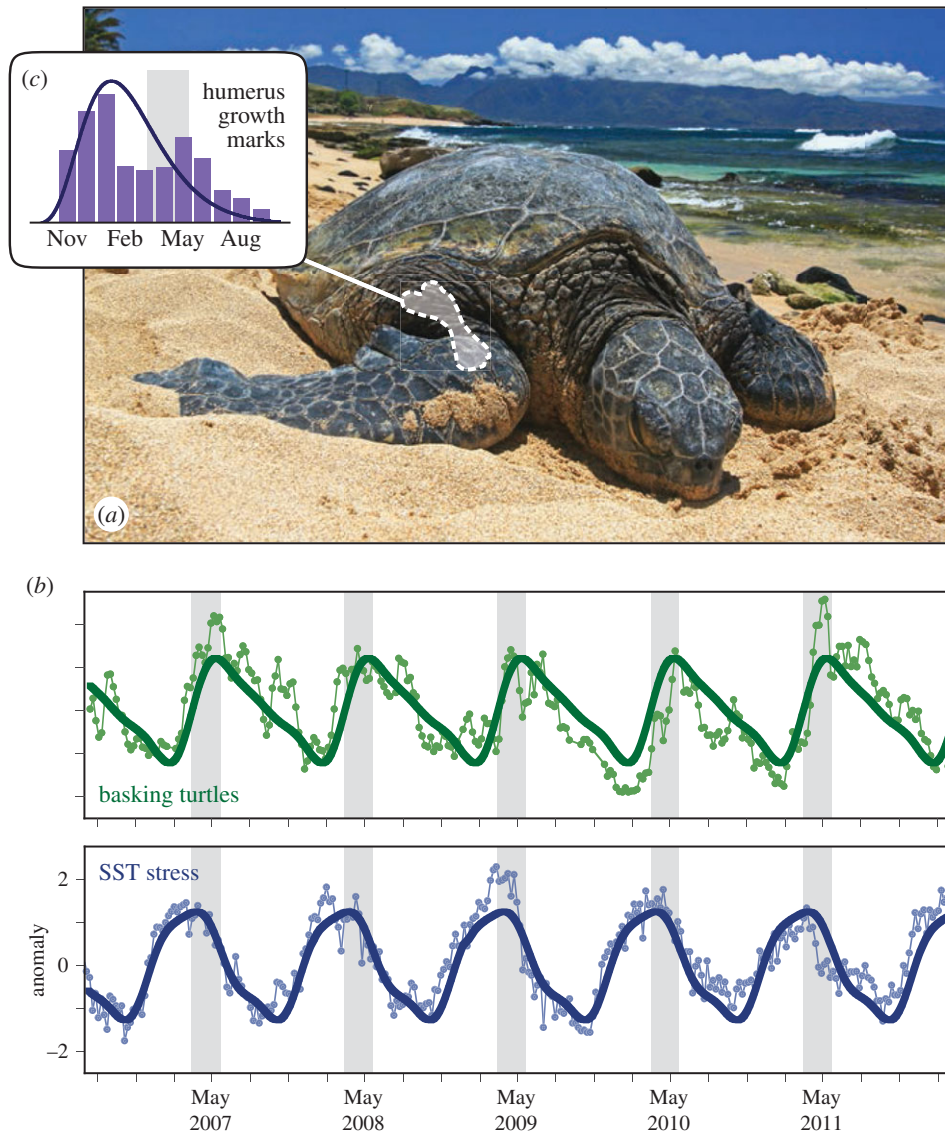 (c)
humerus
growth
marks
Nov Feb May Aug
(a)
(b)
basking turtles
SST stress
2
0
–2
anomaly
May May May May May
2007 2008 2009 2010 2011